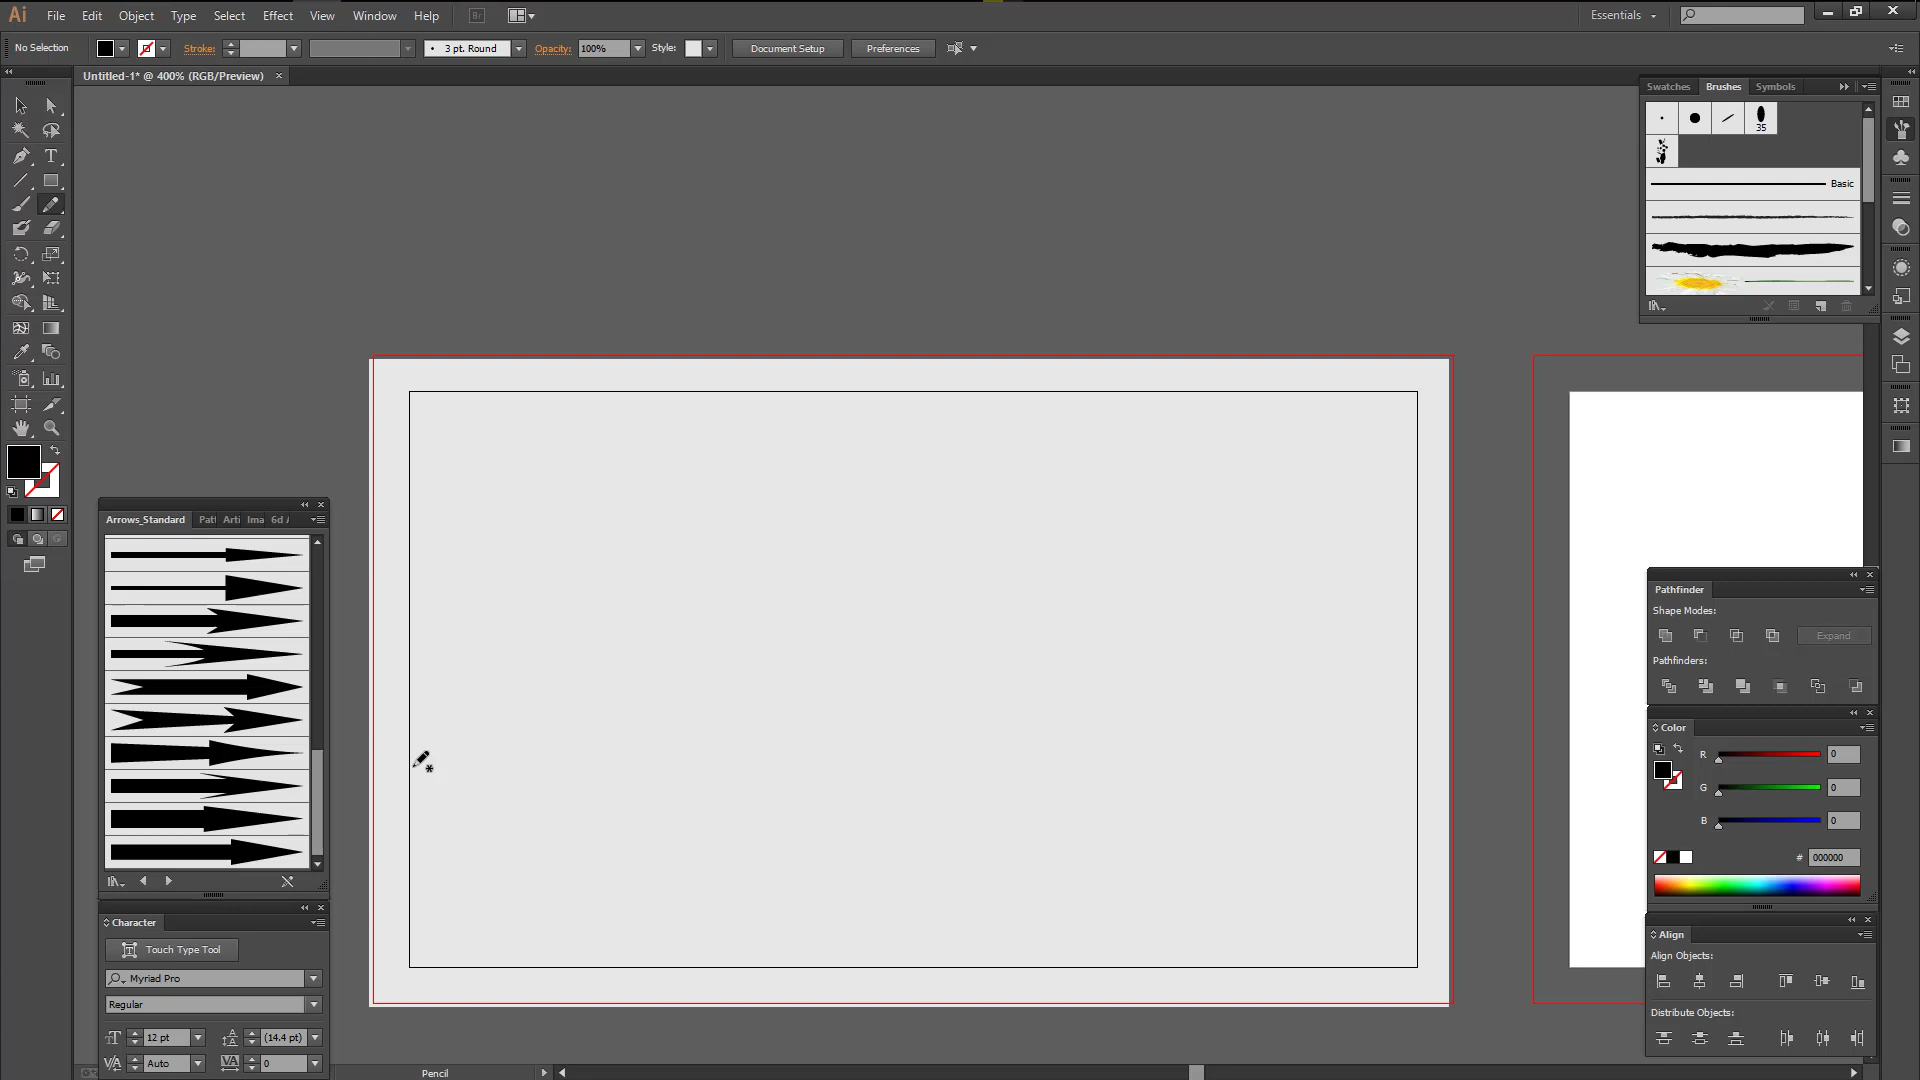 Ai File Edit Object Type Select Effect View Window Help Br Essentials
No Selection Stroke: 3 pt. Round Opacity: 100% Style: Document Setup Preferences
Untitled-1* @ 400% (RGB/Preview)
Swatches Brushes Symbols
35
Basic
Arrows_Standard Pat Arti Ima 6d
Character
Touch Type Tool
Myriad Pro
Regular
12 pt (14.4 pt)
Auto 0
Pencil
Pathfinder
Shape Modes:
Expand
Pathfinders:
Color
R 0
G 0
B 0
# 000000
Align
Align Objects:
Distribute Objects: